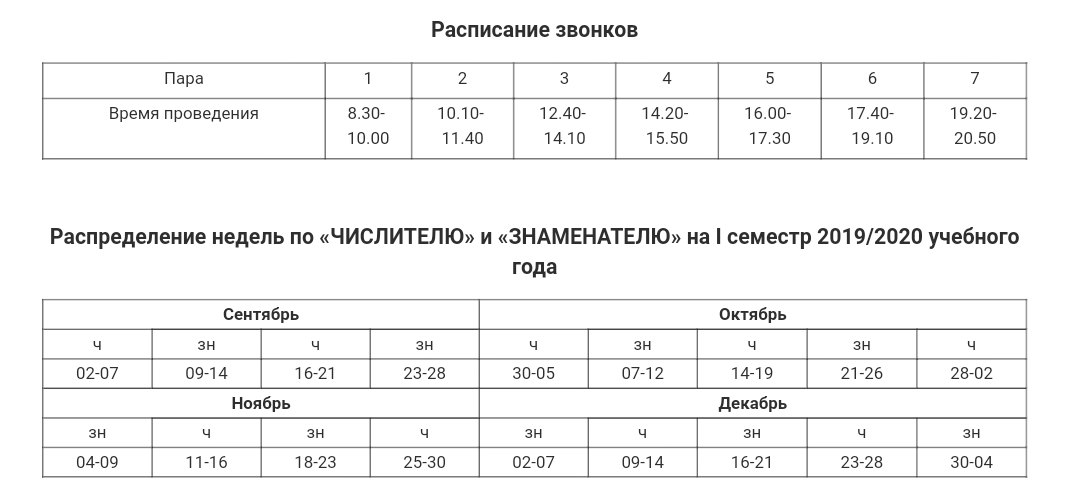 Расписание звонков
Пара 1 2 3 4 5 6 7
Время проведения 8.30- 10.10- 12.40- 14.20- 16.00- 17.40- 19.20-
10.00 11.40 14.10 15.50 17.30 19.10 20.50
Распределение недель по «ЧИСЛИТЕЛЮ» и «ЗНАМЕНАТЕЛЮ» на I семестр 2019/2020 учебного
года
Сентябрь Октябрь
ч зн ч зн ч зн ч зн ч
02-07 09-14 16-21 23-28 30-05 07-12 14-19 21-26 28-02
Ноябрь Декабрь
зн ч зн ч зн ч зн ч зн
04-09 11-16 18-23 25-30 02-07 09-14 16-21 23-28 30-04